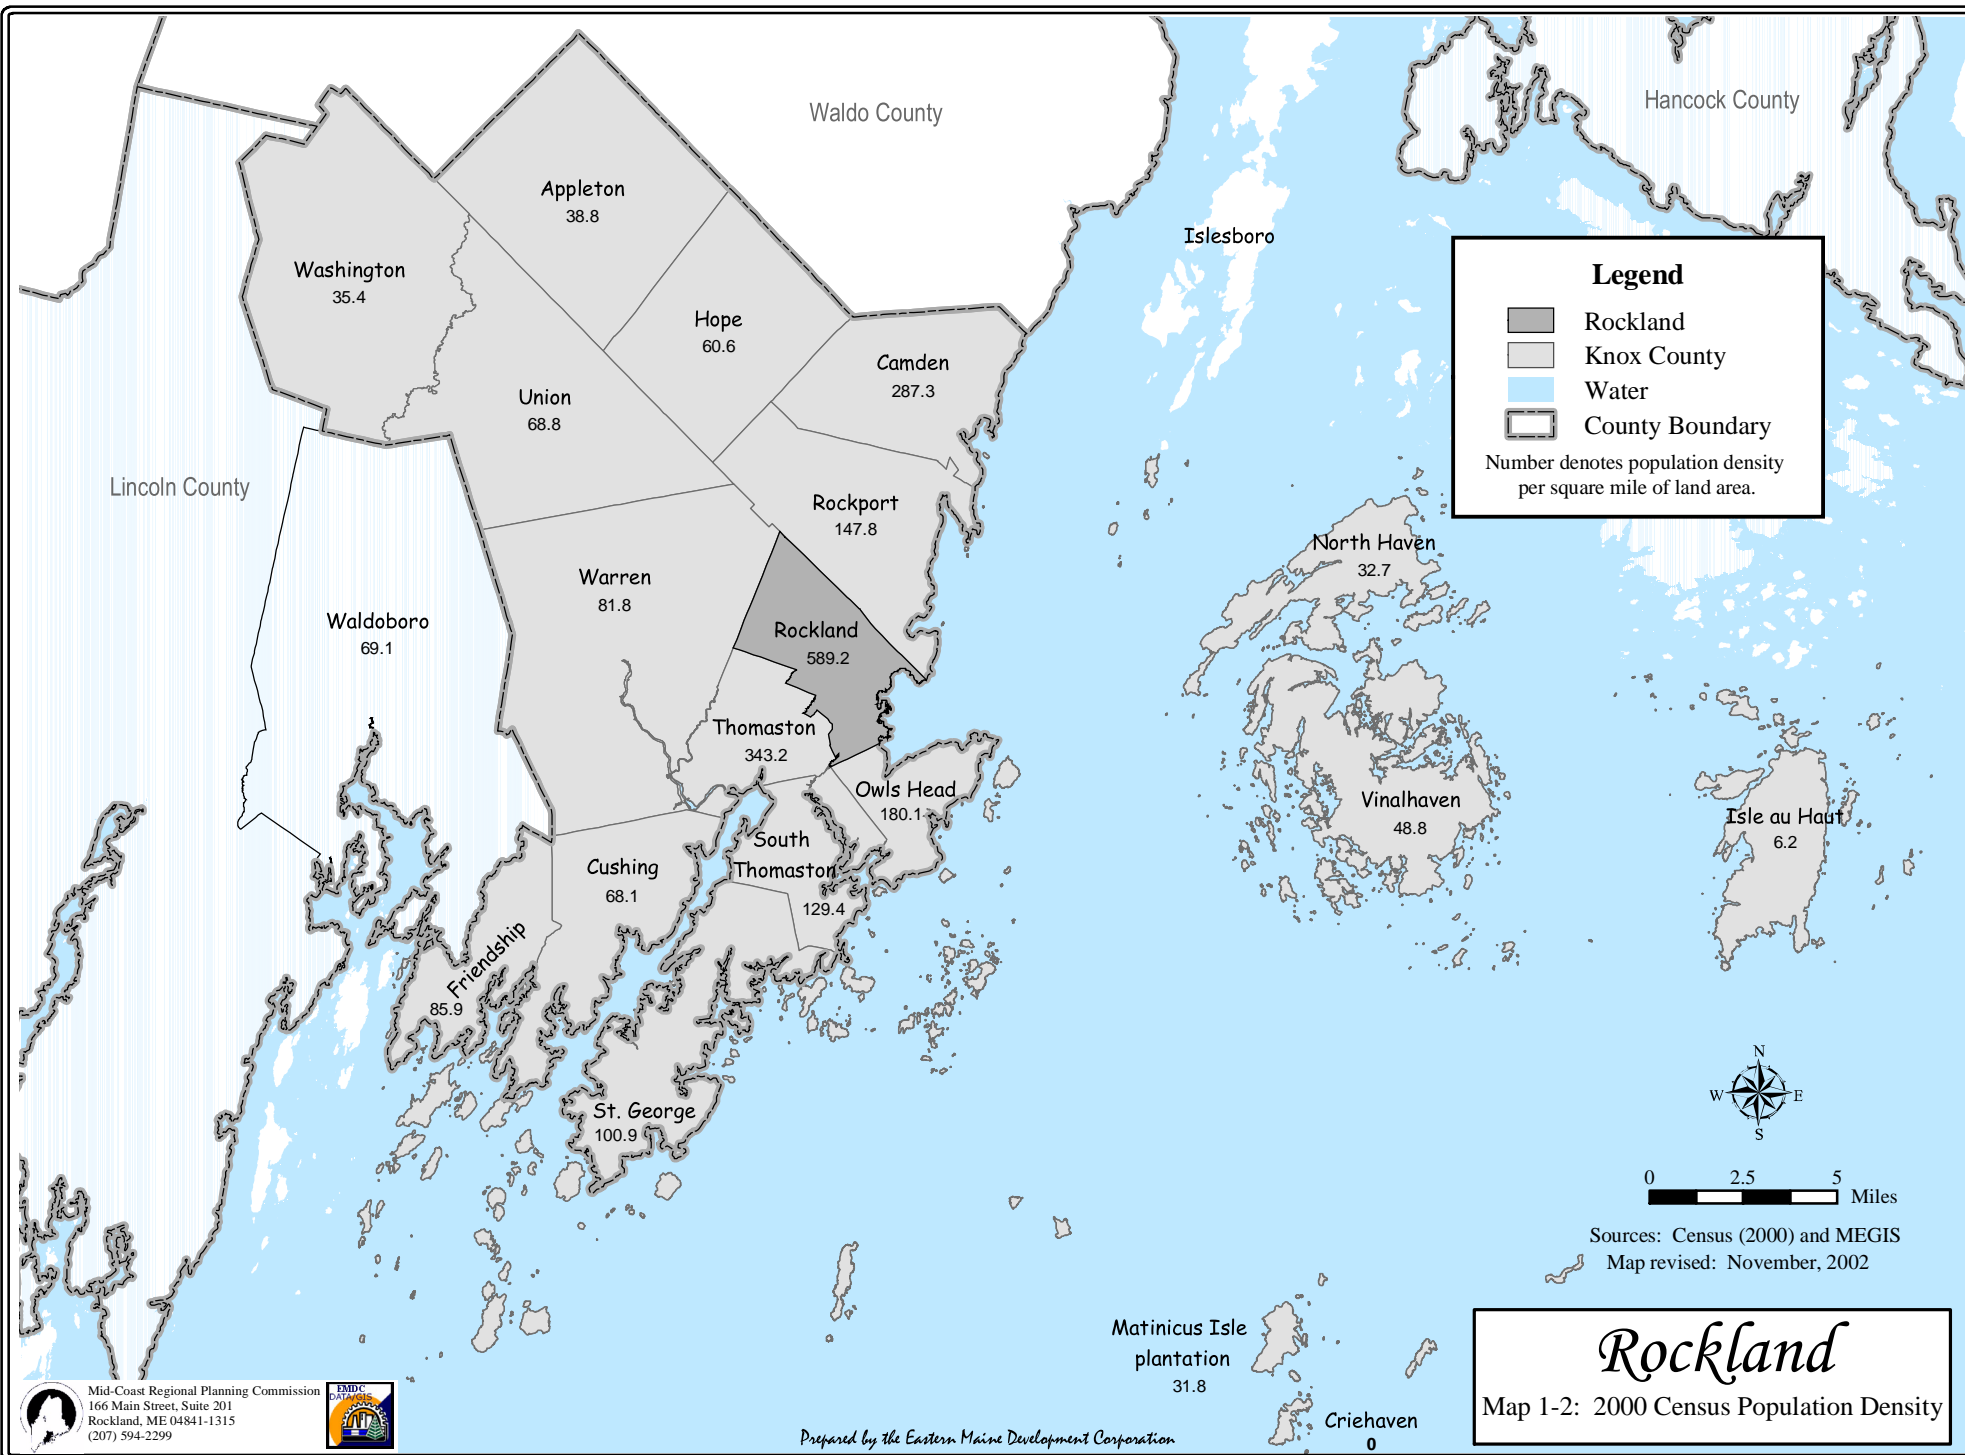 Waldo County
Hancock County
Appleton
38.8
Islesboro
Washington
35.4
Hope
60.6
Camden
287.3
Union
68.8
Legend
Rockland
Knox County
Water
County Boundary
Number denotes population density
per square mile of land area.
Lincoln County
Rockport
147.8
North Haven
32.7
Warren
81.8
Waldoboro
69.1
Rockland
589.2
Thomaston
343.2
Owls Head
180.1
Vinalhaven
48.8
Isle au Haut
6.2
South
Thomaston
129.4
Cushing
68.1
Friendship
85.9
St. George
100.9
N
W
E
S
0 2.5 5
Miles
Sources: Census (2000) and MEGIS
Map revised: November, 2002
Matinicus Isle
plantation
31.8
Criehaven
0
Rockland
Map 1-2: 2000 Census Population Density
Mid-Coast Regional Planning Commission
166 Main Street, Suite 201
Rockland, ME 04841-1315
(207) 594-2299
EMDC
DATA/GIS
Prepared by the Eastern Maine Development Corporation